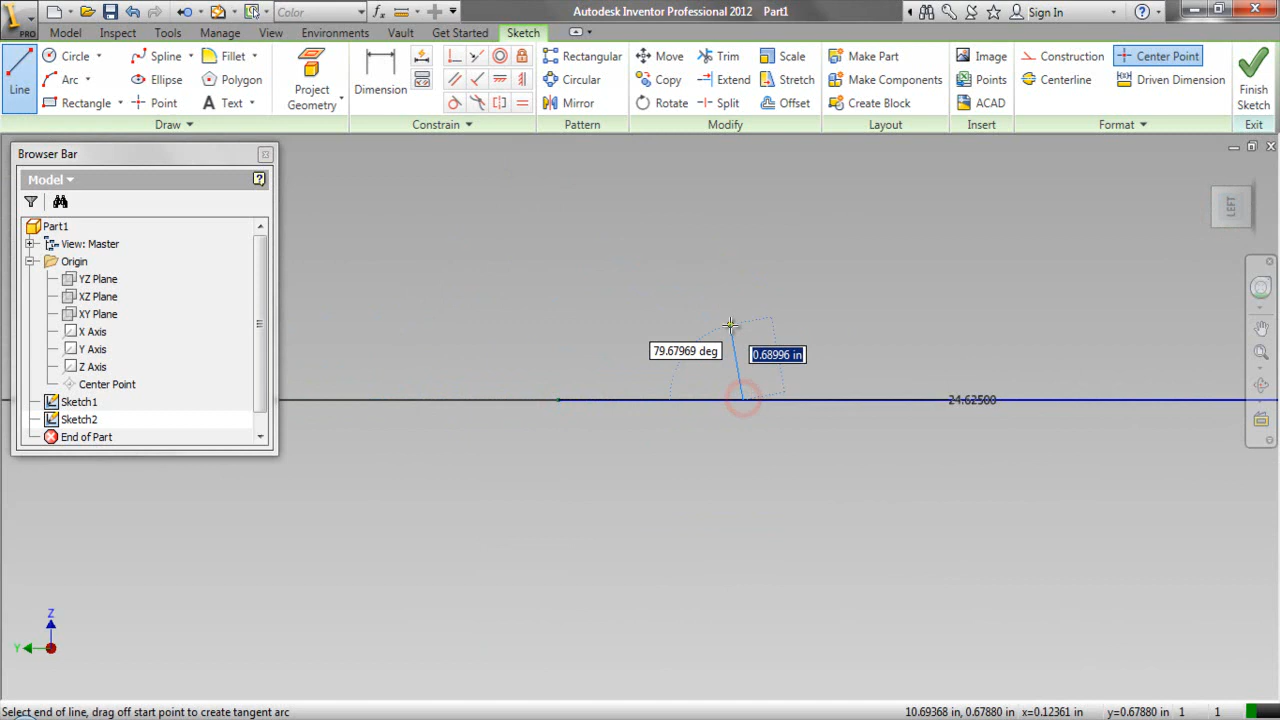 PRO
Color
Autodesk Inventor Professional 2012 Part1
Sign In
Model Inspect Tools Manage View Environments Vault Get Started Sketch
Line
Circle
Spline
Fillet
Arc
Ellipse
Polygon
Rectangle
Point
Text
Draw
Project
Geometry
Dimension
Constrain
Rectangular
Circular
Mirror
Pattern
Move
Trim
Scale
Copy
Extend
Stretch
Rotate
Split
Offset
Modify
Make Part
Make Components
Create Block
Layout
Image
Points
ACAD
Insert
Construction
Center Point
Centerline
Driven Dimension
Format
Finish
Sketch
Exit
Browser Bar
Model
Part1
View: Master
Origin
YZ Plane
XZ Plane
XY Plane
X Axis
Y Axis
Z Axis
Center Point
Sketch1
Sketch2
End of Part
LEFT
79.67969 deg
0.68996 in
24.62500
Z
Y
Select end of line, drag off start point to create tangent arc
10.69368 in, 0.67880 in x=0.12361 in y=0.67880 in 1 1